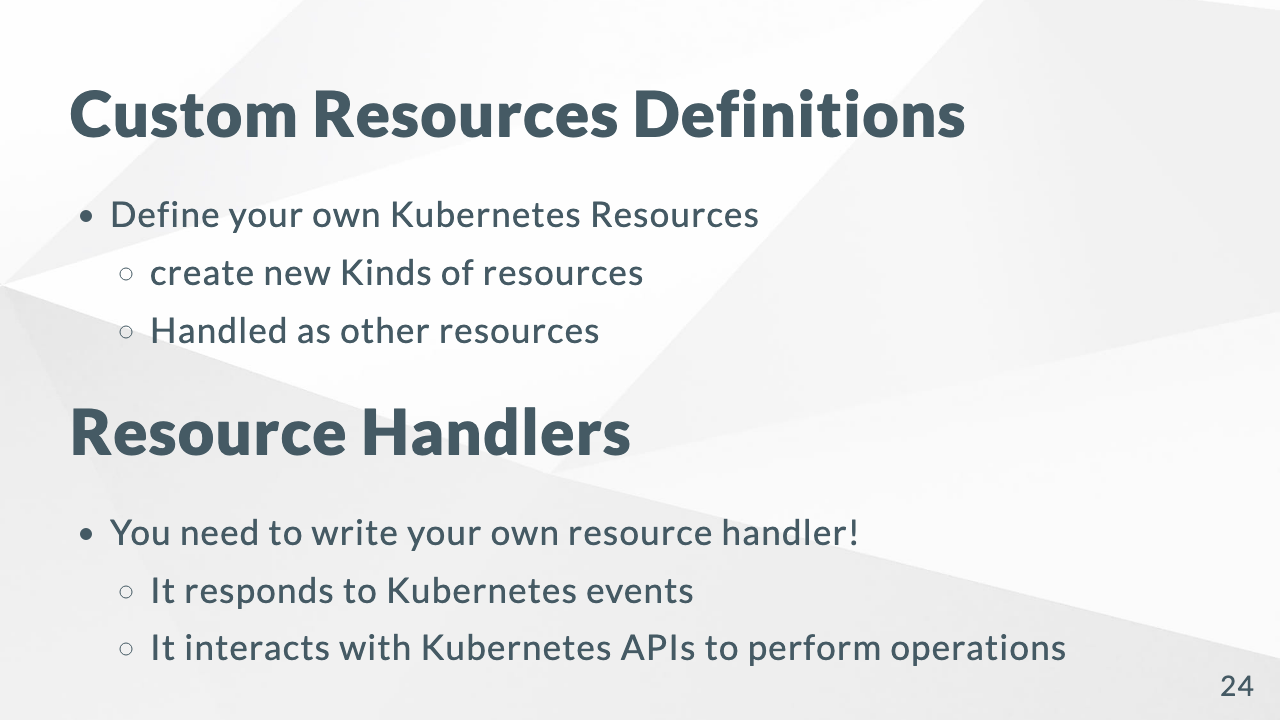 Custom Resources Definitions
• Define your own Kubernetes Resources
○ create new Kinds of resources
○ Handled as other resources
Resource Handlers
• You need to write your own resource handler!
○ It responds to Kubernetes events
○ It interacts with Kubernetes APIs to perform operations
24